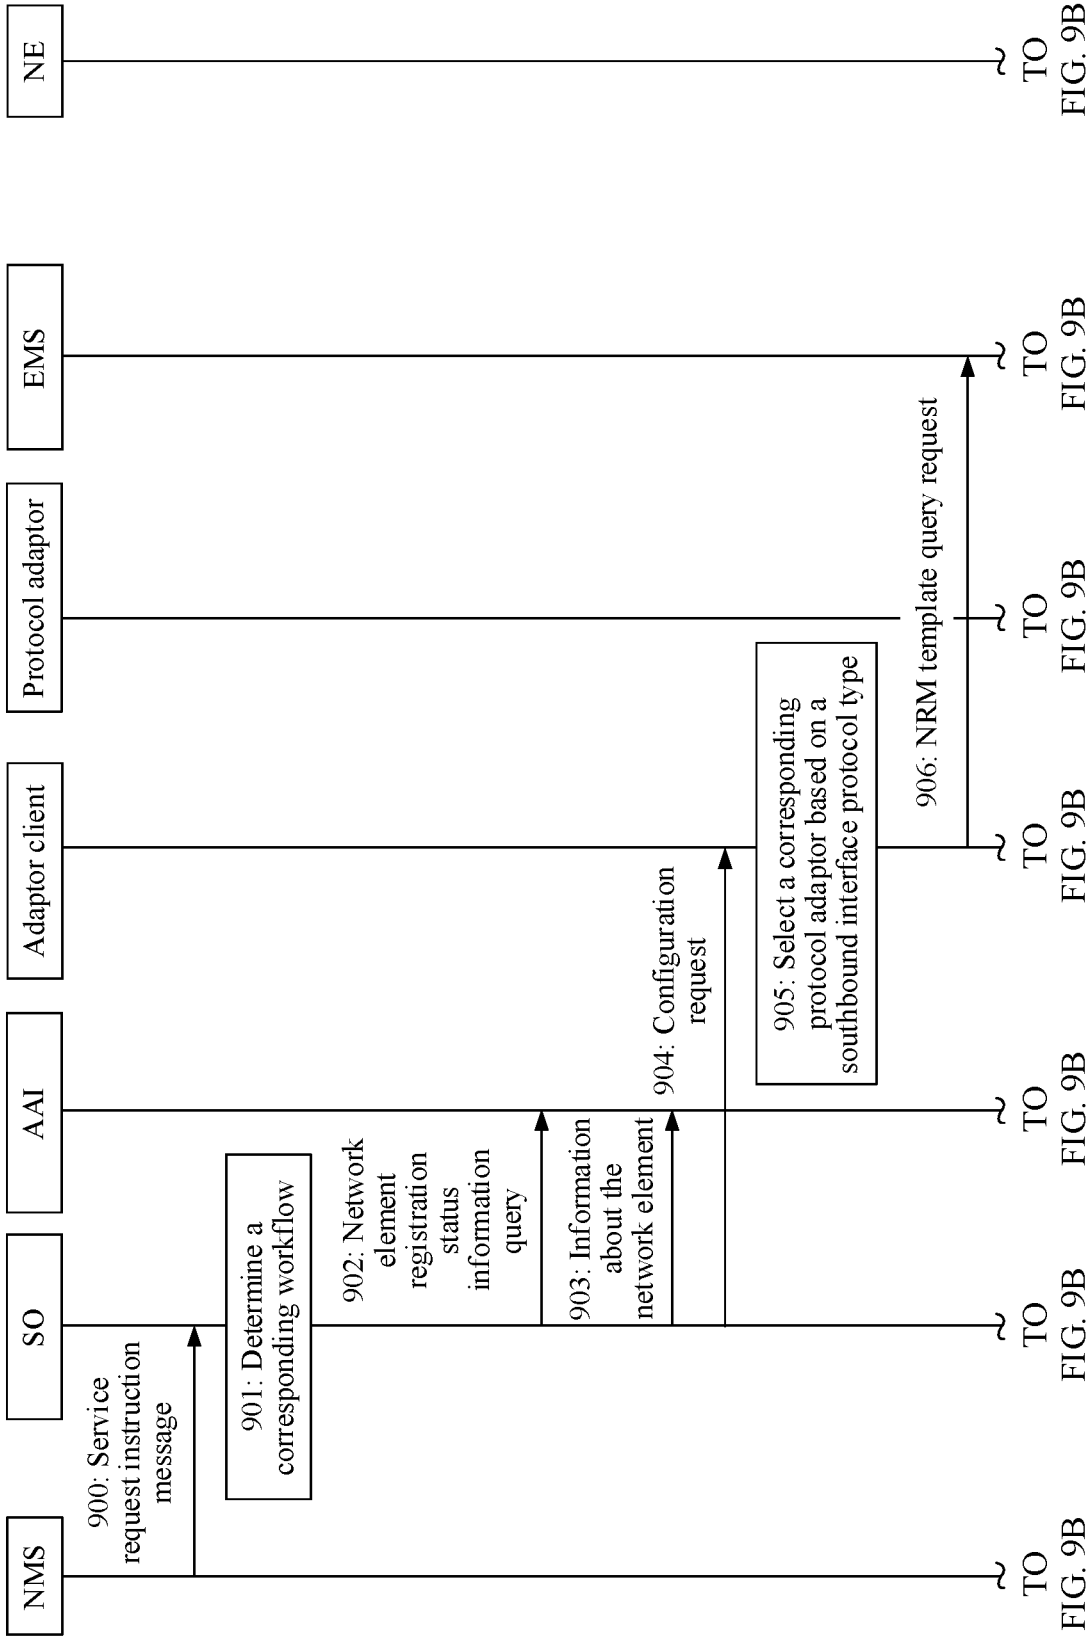 NMS
SO
AAI
Adaptor client
Protocol adaptor
EMS
NE
900: Service
request instruction
message
901: Determine a
corresponding workflow
902: Network
element
registration
status
information
query
903: Information
about the
network element
904: Configuration
request
905: Select a corresponding
protocol adaptor based on a
southbound interface protocol type
906: NRM template query request
TO
FIG. 9B
TO
FIG. 9B
TO
FIG. 9B
TO
FIG. 9B
TO
FIG. 9B
TO
FIG. 9B
TO
FIG. 9B